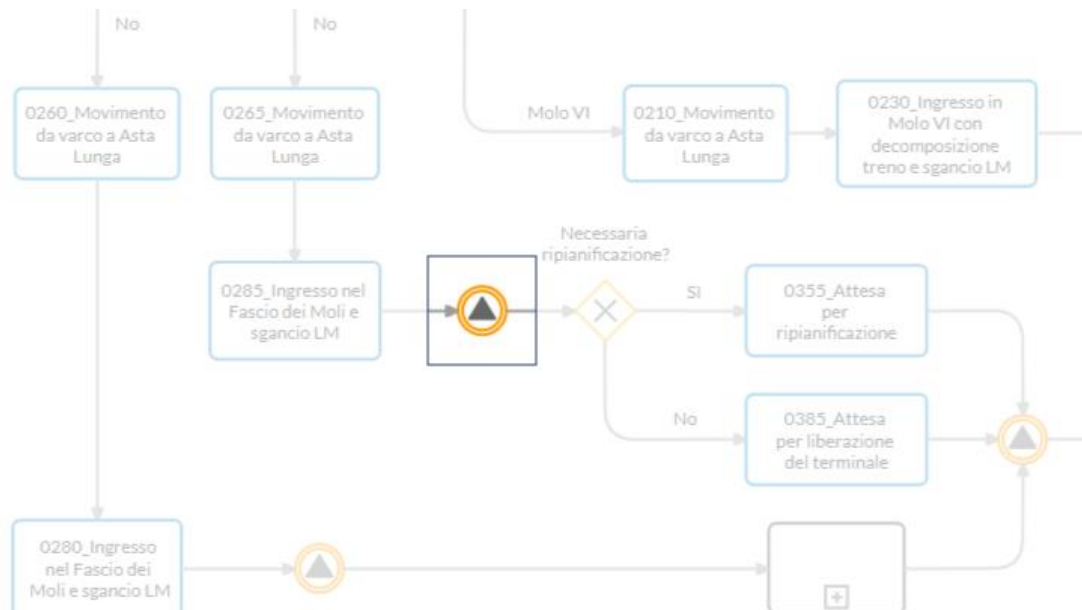 No
No
0260_Movimento
da varco a Asta
Lunga
0265_Movimento
da varco a Asta
Lunga
Molo VI
0210_Movimento
da varco a Asta
Lunga
0230_Ingresso in
Molo VI con
decomposizione
treno e sgancio LM
0285_Ingresso nel
Fascio dei Moli e
sgancio LM
Necessaria
ripianificazione?
SI
0355_Attesa
per
ripianificazione
No
0385_Attesa
per liberazione
del terminale
0280_Ingresso
nel Fascio dei
Moli e sgancio LM